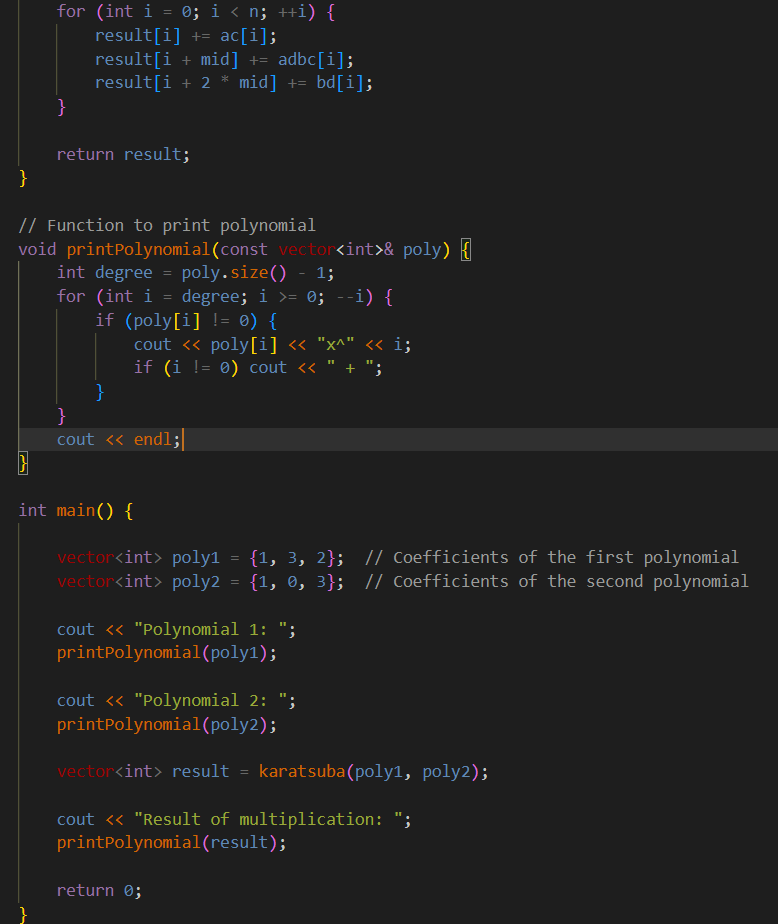 for (int i = 0; i < n; ++i) {
result[i] += ac[i];
result[i + mid] += adbc[i];
result[i + 2 * mid] += bd[i];
}
return result;
}
// Function to print polynomial
void printPolynomial(const vector<int>& poly) {
int degree = poly.size() - 1;
for (int i = degree; i >= 0; --i) {
if (poly[i] != 0) {
cout << poly[i] << "x^" << i;
if (i != 0) cout << " + ";
}
}
cout << endl;
}
int main() {
vector<int> poly1 = {1, 3, 2};  // Coefficients of the first polynomial
vector<int> poly2 = {1, 0, 3};  // Coefficients of the second polynomial
cout << "Polynomial 1: ";
printPolynomial(poly1);
cout << "Polynomial 2: ";
printPolynomial(poly2);
vector<int> result = karatsuba(poly1, poly2);
cout << "Result of multiplication: ";
printPolynomial(result);
return 0;
}